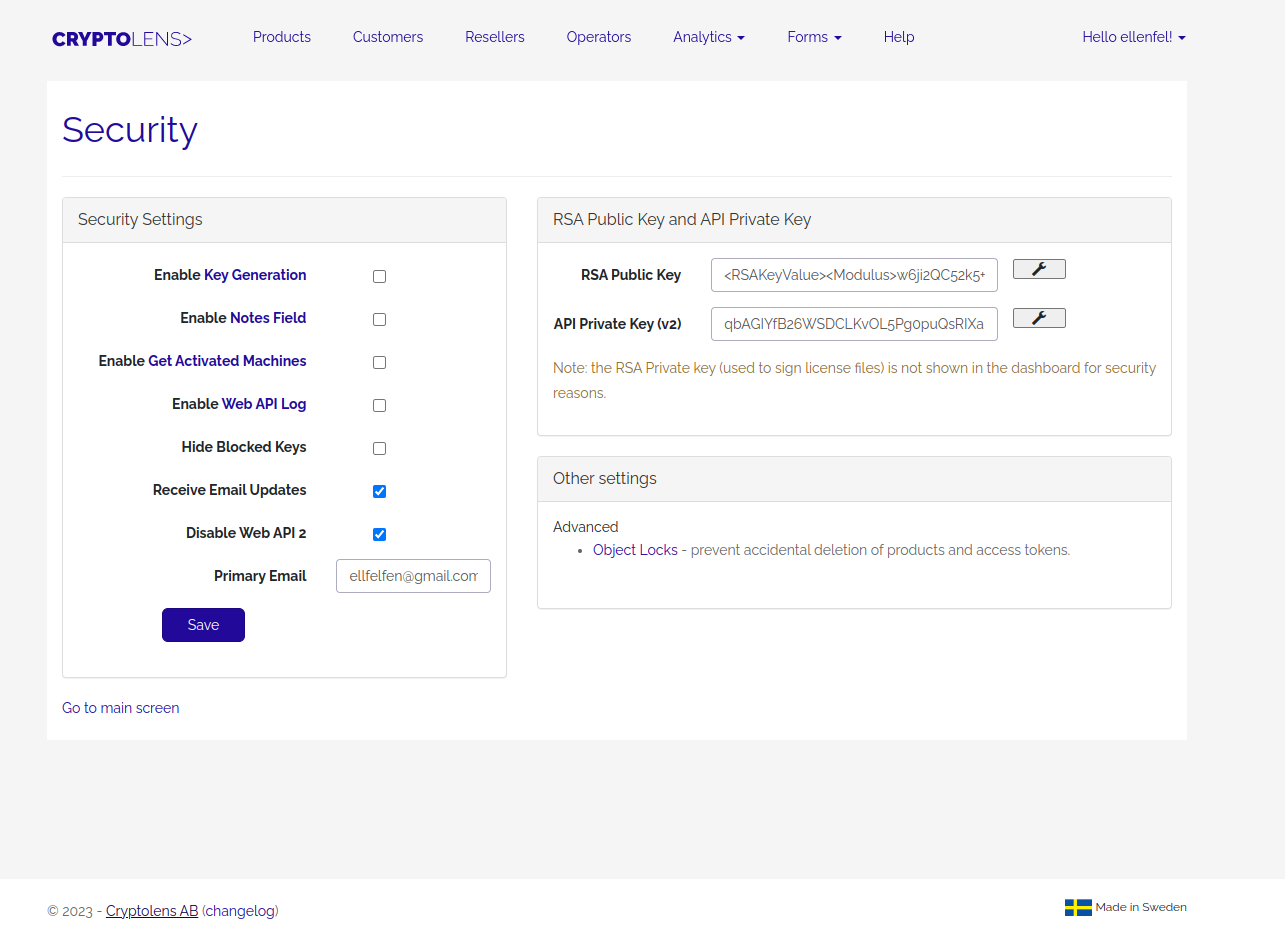 CRYPTOLENS>
Products Customers Resellers Operators Analytics Forms Help Hello ellenfel!
Security
Security Settings
Enable Key Generation
Enable Notes Field
Enable Get Activated Machines
Enable Web API Log
Hide Blocked Keys
Receive Email Updates
Disable Web API 2
Primary Email ellfelfen@gmail.com
Save
Go to main screen
RSA Public Key and API Private Key
RSA Public Key <RSAKeyValue><Modulus>w6ji2QC52k5+
API Private Key (v2) qbAGIYfB26WSDCLKvOL5Pg0puQsRIXa
Note: the RSA Private key (used to sign license files) is not shown in the dashboard for security
reasons.
Other settings
Advanced
• Object Locks - prevent accidental deletion of products and access tokens.
© 2023 - Cryptolens AB (changelog)
Made in Sweden